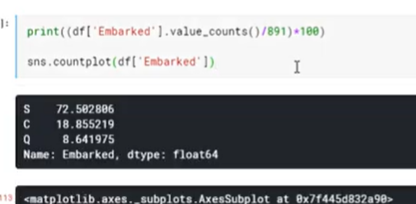 ]:
print((df['Embarked'].value_counts()/891)*100)
sns.countplot(df['Embarked'])
S 72.502806
C 18.855219
Q 8.641975
Name: Embarked, dtype: float64
113 <matplotlib.axes._subplots.AxesSubplot at 0x7f445d832a90>